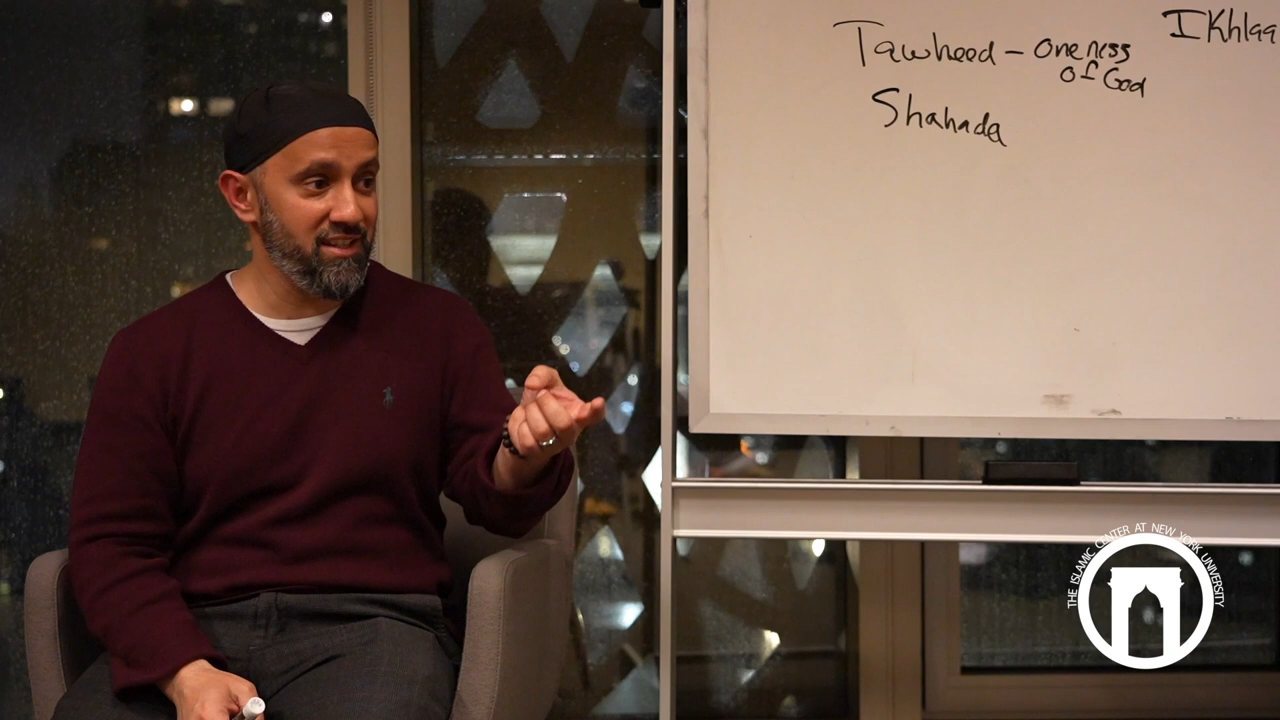 Tawheed – Oneness
of God
Shahada
IKhlaa
THE ISLAMIC CENTER AT NEW YORK UNIVERSITY